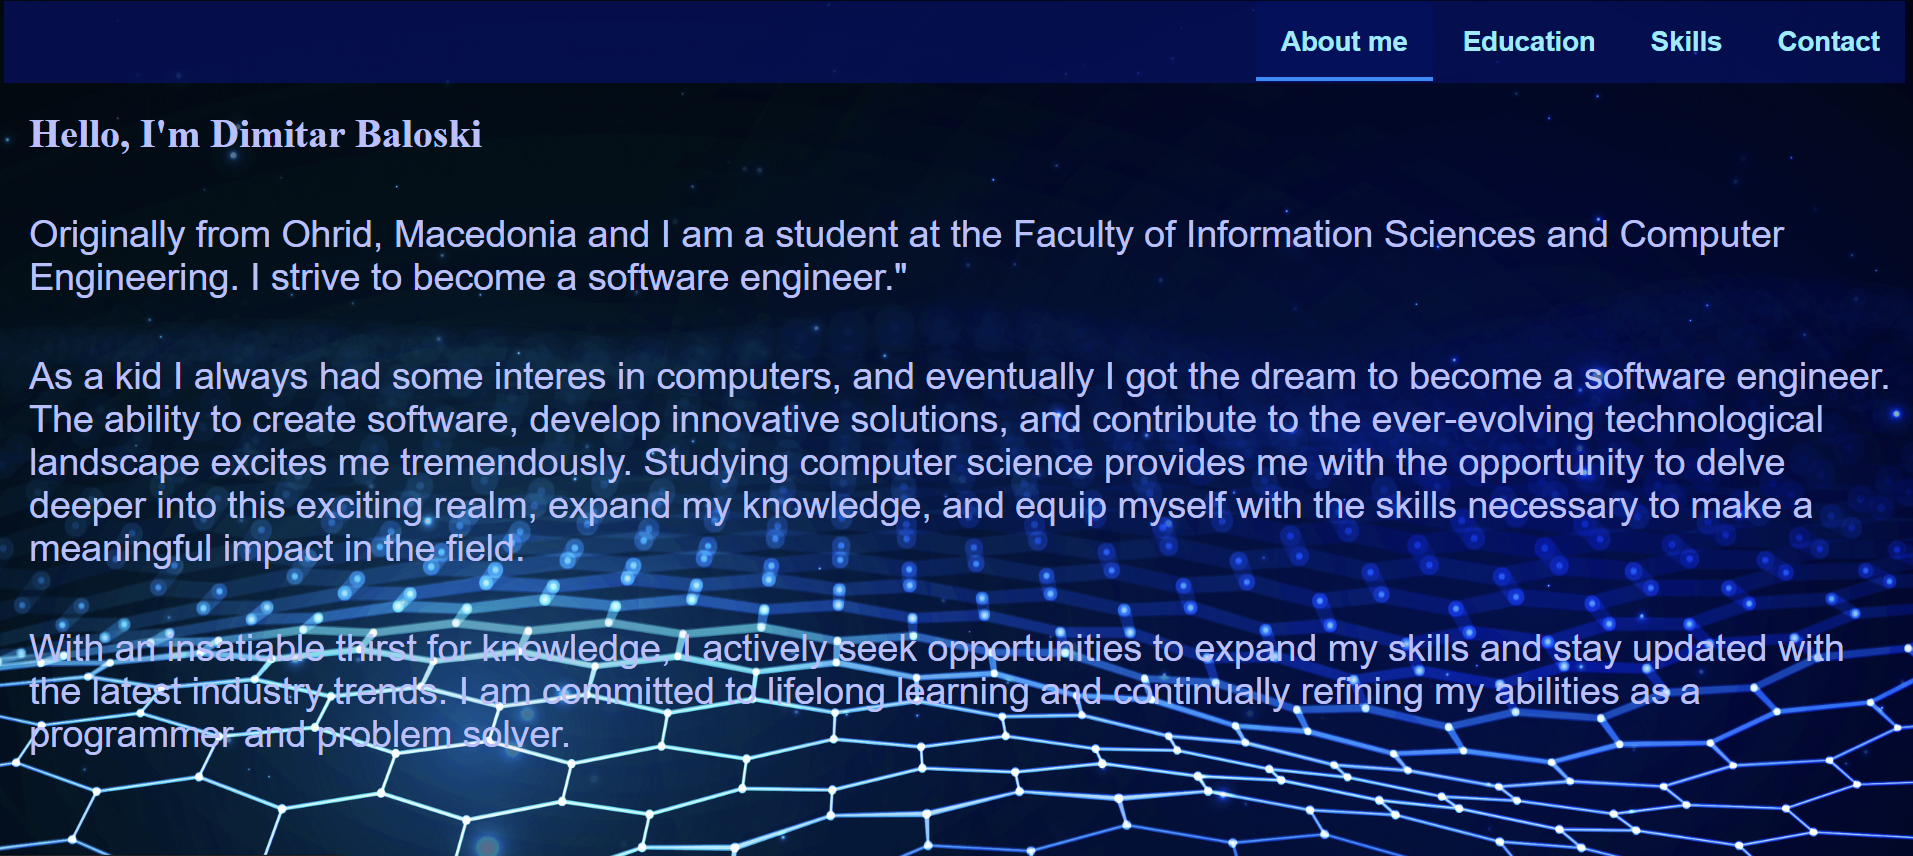 About me Education Skills Contact
Hello, I'm Dimitar Baloski
Originally from Ohrid, Macedonia and I am a student at the Faculty of Information Sciences and Computer
Engineering. I strive to become a software engineer."
As a kid I always had some interes in computers, and eventually I got the dream to become a software engineer.
The ability to create software, develop innovative solutions, and contribute to the ever-evolving technological
landscape excites me tremendously. Studying computer science provides me with the opportunity to delve
deeper into this exciting realm, expand my knowledge, and equip myself with the skills necessary to make a
meaningful impact in the field.
With an insatiable thirst for knowledge, I actively seek opportunities to expand my skills and stay updated with
the latest industry trends. I am committed to lifelong learning and continually refining my abilities as a
programmer and problem solver.